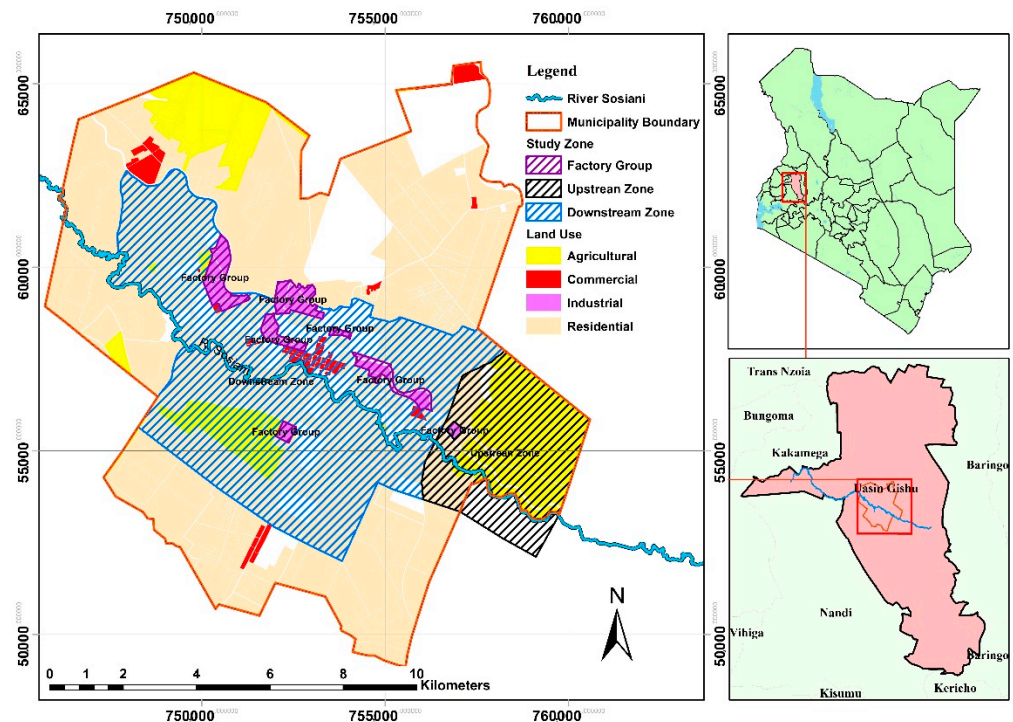 750000
755000
760000
65000
60000
55000
50000
Legend
River Sosiani
Municipality Boundary
Study Zone
Factory Group
Upstrean Zone
Downstream Zone
Land Use
Agricultural
Commercial
Industrial
Residential
Factory Group
Factory Group
Factory Group
Factory Group
R. Sosiani
Downstream Zone
Factory Group
Factory Group
Factory Group
Upstrean Zone
N
0 1 2 4 6 8 10
Kilometers
750000
755000
760000
65000
60000
55000
50000
Trans Nzoia
Bungoma
Kakamega
Baringo
Uasin Gishu
Nandi
Vihiga
Baringo
Kericho
Kisumu